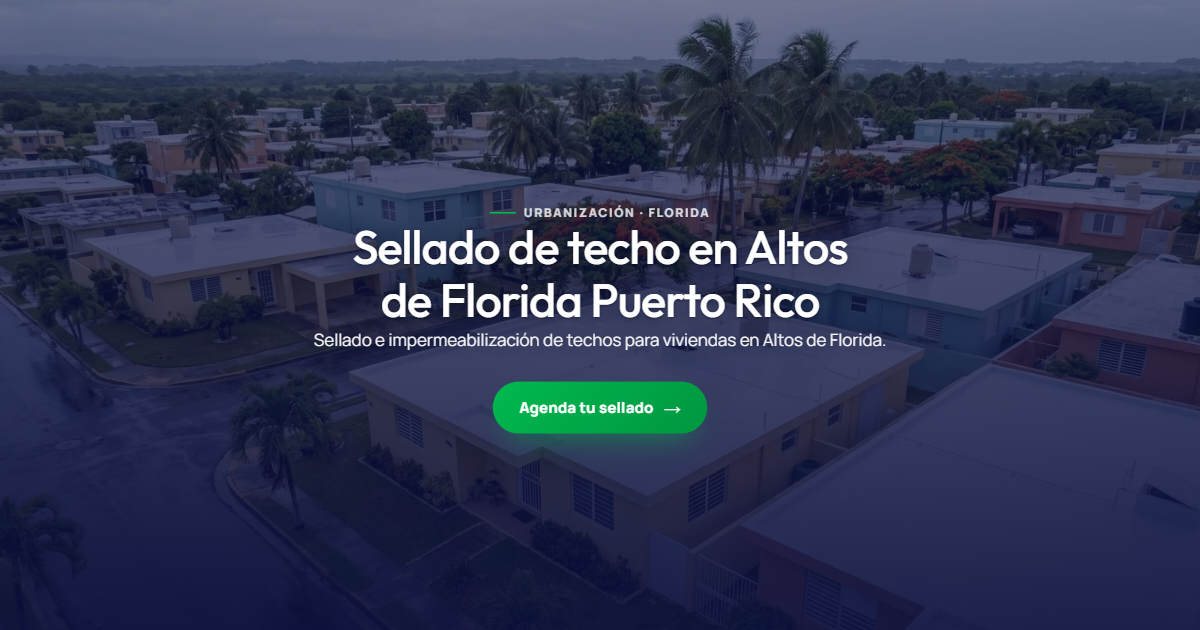 URBANIZACIÓN · FLORIDA
Sellado de techo en Altos
de Florida Puerto Rico
Sellado e impermeabilización de techos para viviendas en Altos de Florida.
Agenda tu sellado →